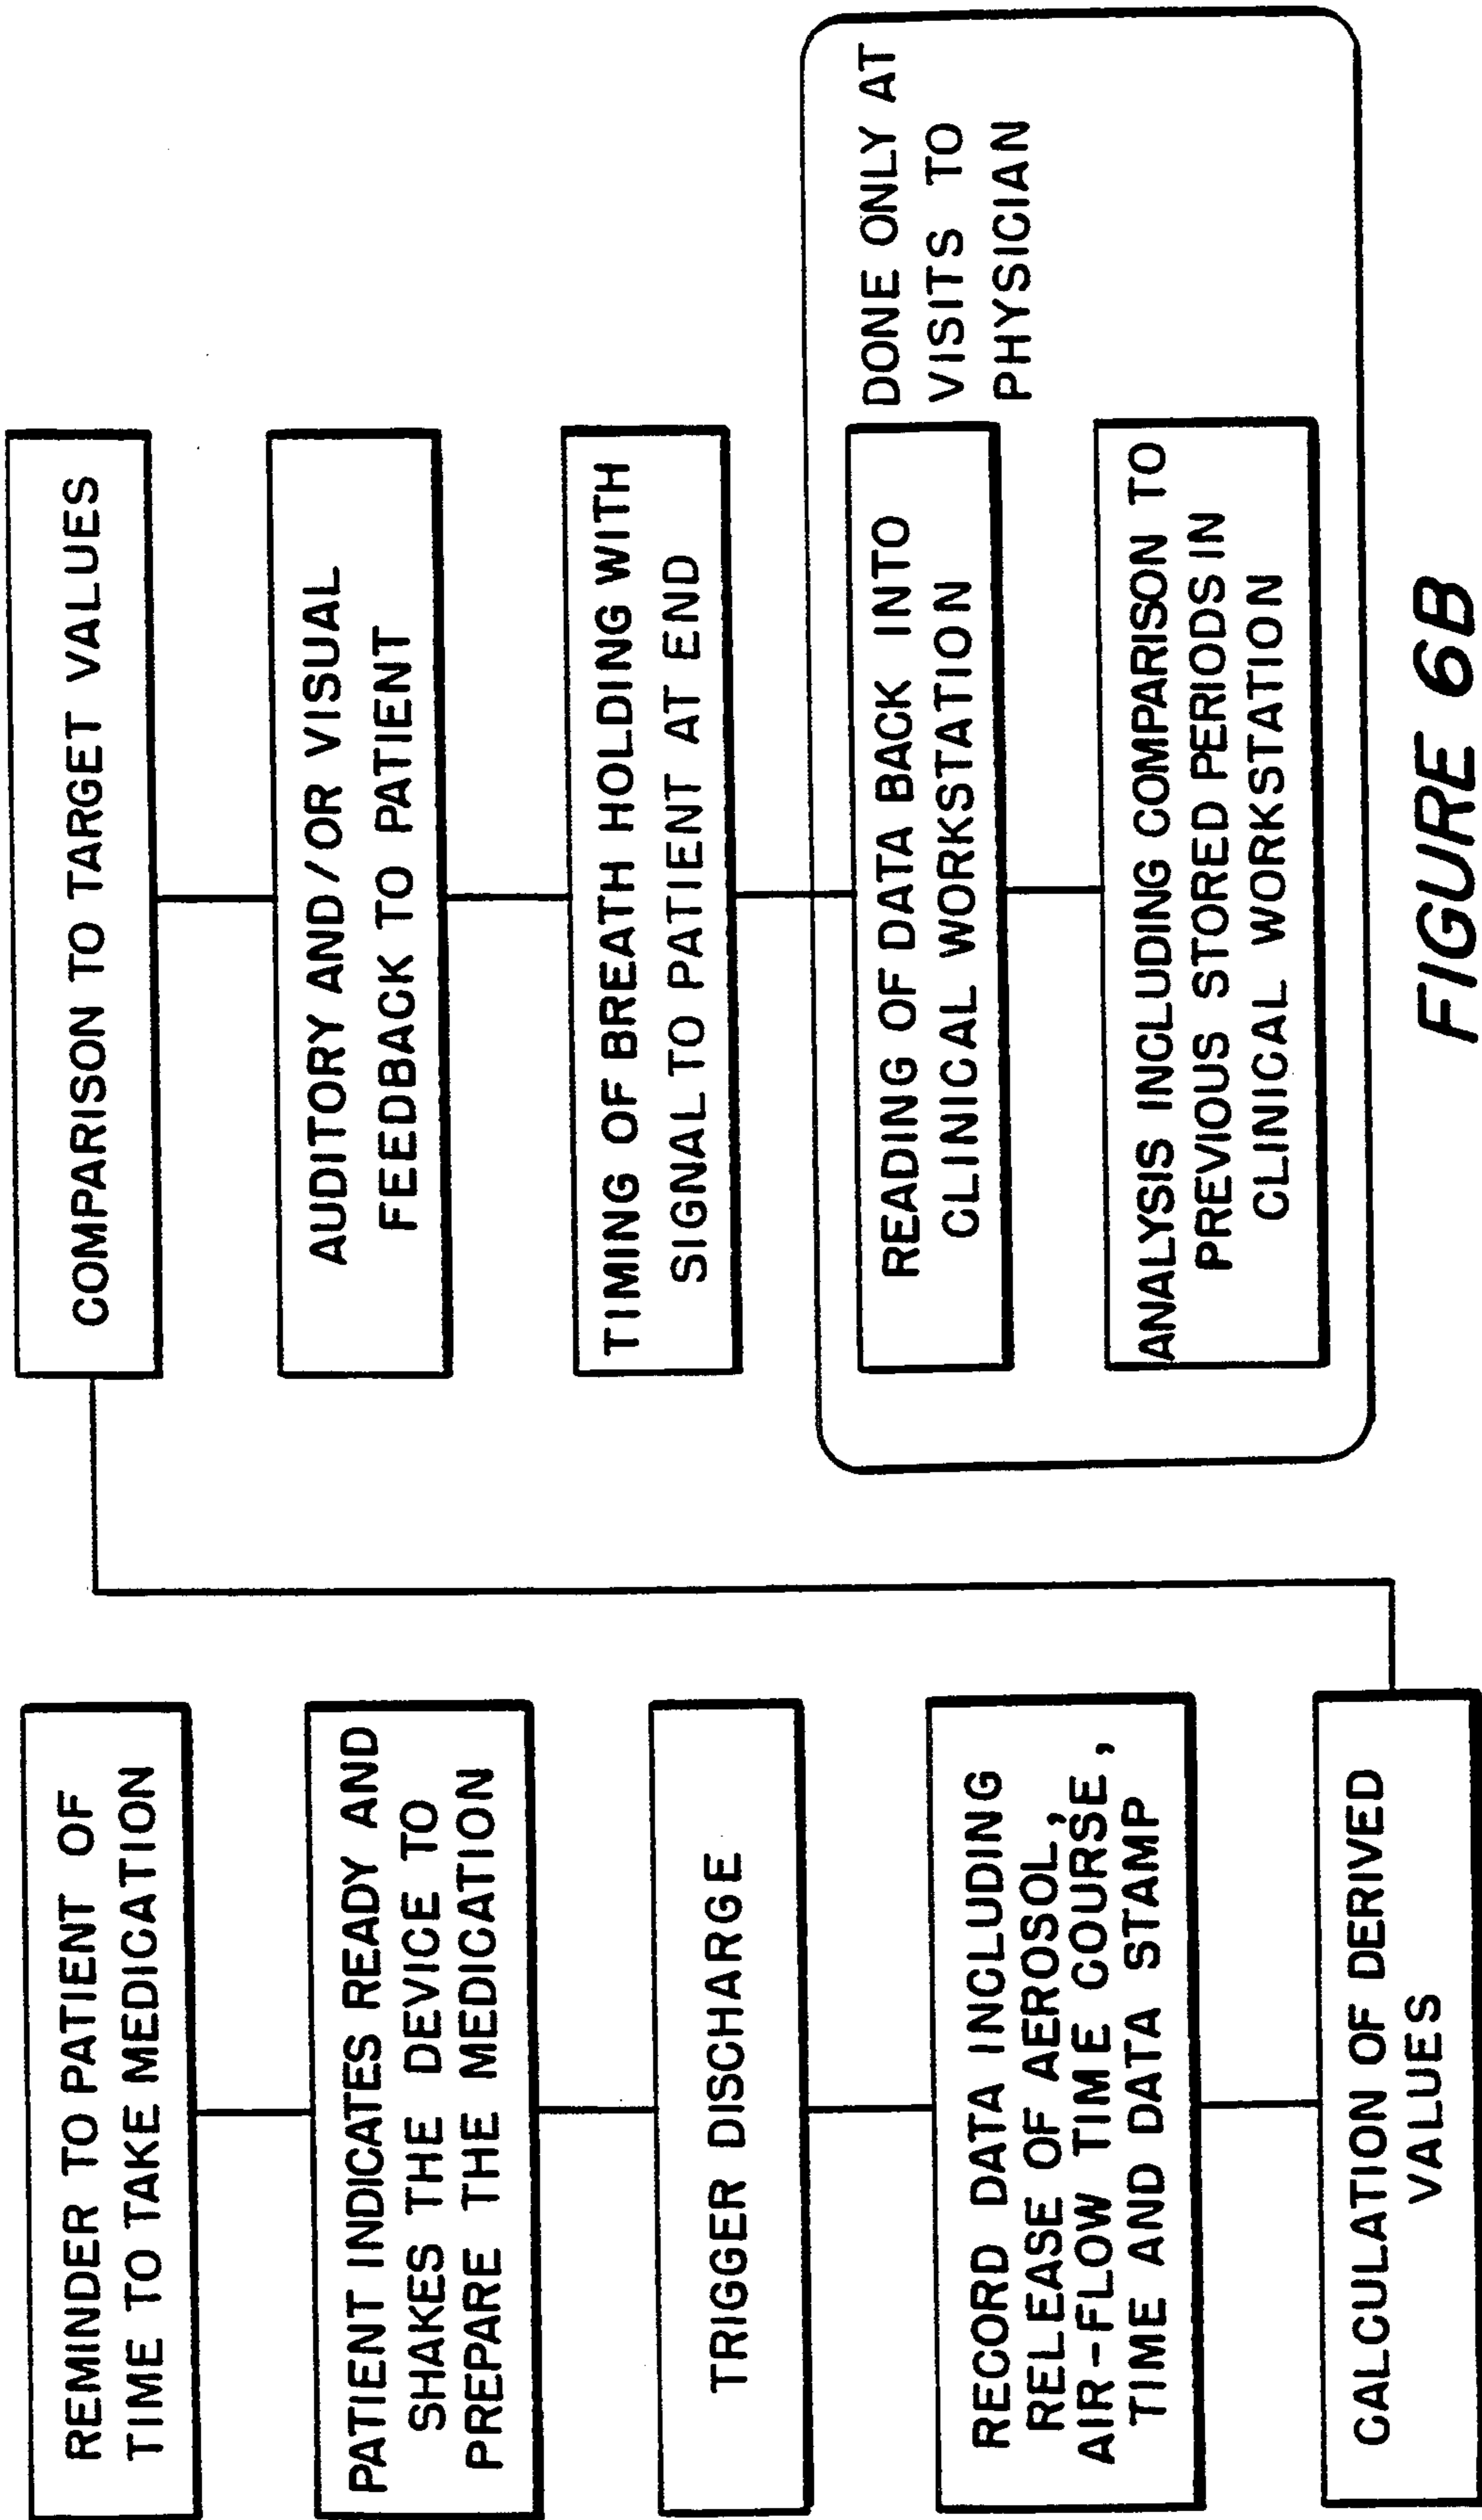 REMINDER TO PATIENT OF
TIME TO TAKE MEDICATION
PATIENT INDICATES READY AND
SHAKES THE DEVICE TO
PREPARE THE MEDICATION
TRIGGER DISCHARGE
RECORD DATA INCLUDING
RELEASE OF AEROSOL,
AIR-FLOW TIME COURSE,
TIME AND DATA STAMP
CALCULATION OF DERIVED
VALUES
COMPARISON TO TARGET VALUES
AUDITORY AND/OR VISUAL
FEEDBACK TO PATIENT
TIMING OF BREATH HOLDING WITH
SIGNAL TO PATIENT AT END
READING OF DATA BACK INTO
CLINICAL WORKSTATION
ANALYSIS INCLUDING COMPARISON TO
PREVIOUS STORED PERIODS IN
CLINICAL WORKSTATION
DONE ONLY AT
VISITS TO
PHYSICIAN
FIGURE 6B